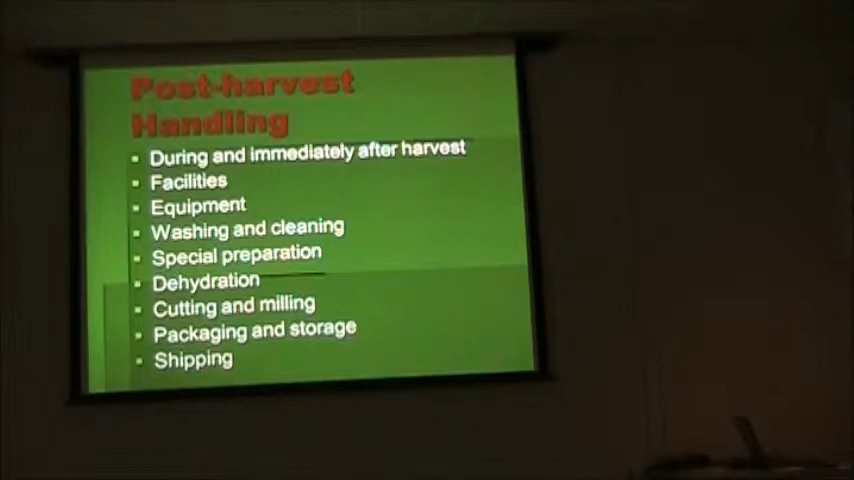 Post-harvest
Handling
▪ During and immediately after harvest
▪ Facilities
▪ Equipment
▪ Washing and cleaning
▪ Special preparation
▪ Dehydration
▪ Cutting and milling
▪ Packaging and storage
▪ Shipping